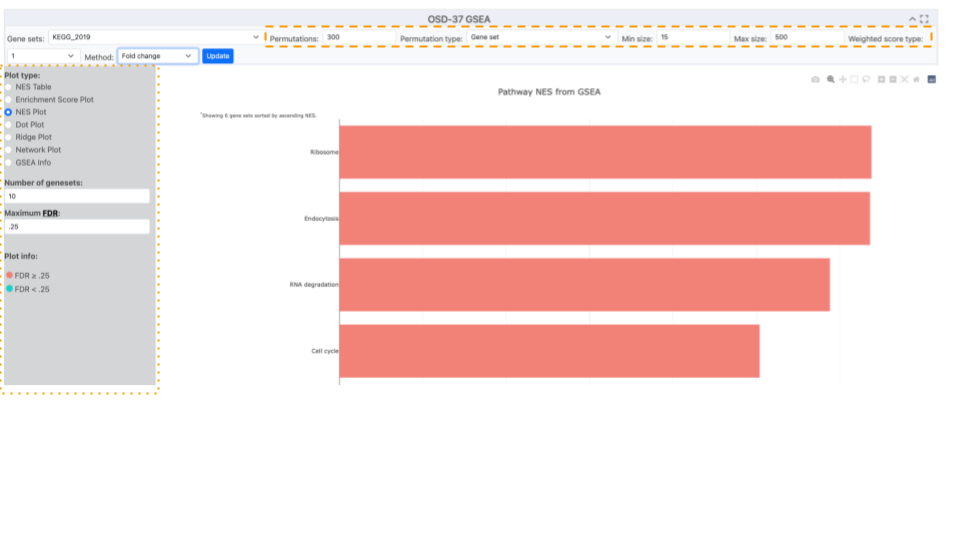 OSD-37 GSEA
Gene sets: KEGG_2019 Permutations: 300 Permutation type: Gene set Min size: 15 Max size: 500 Weighted score type:
1 Method: Fold change Update
Plot type:
NES Table
Enrichment Score Plot
NES Plot
Dot Plot
Ridge Plot
Network Plot
GSEA Info
Number of genesets:
10
Maximum FDR:
.25
Plot info:
FDR ≥ .25
FDR < .25
Pathway NES from GSEA
*Showing 6 gene sets sorted by ascending NES.
Ribosome
Endocytosis
RNA degradation
Cell cycle